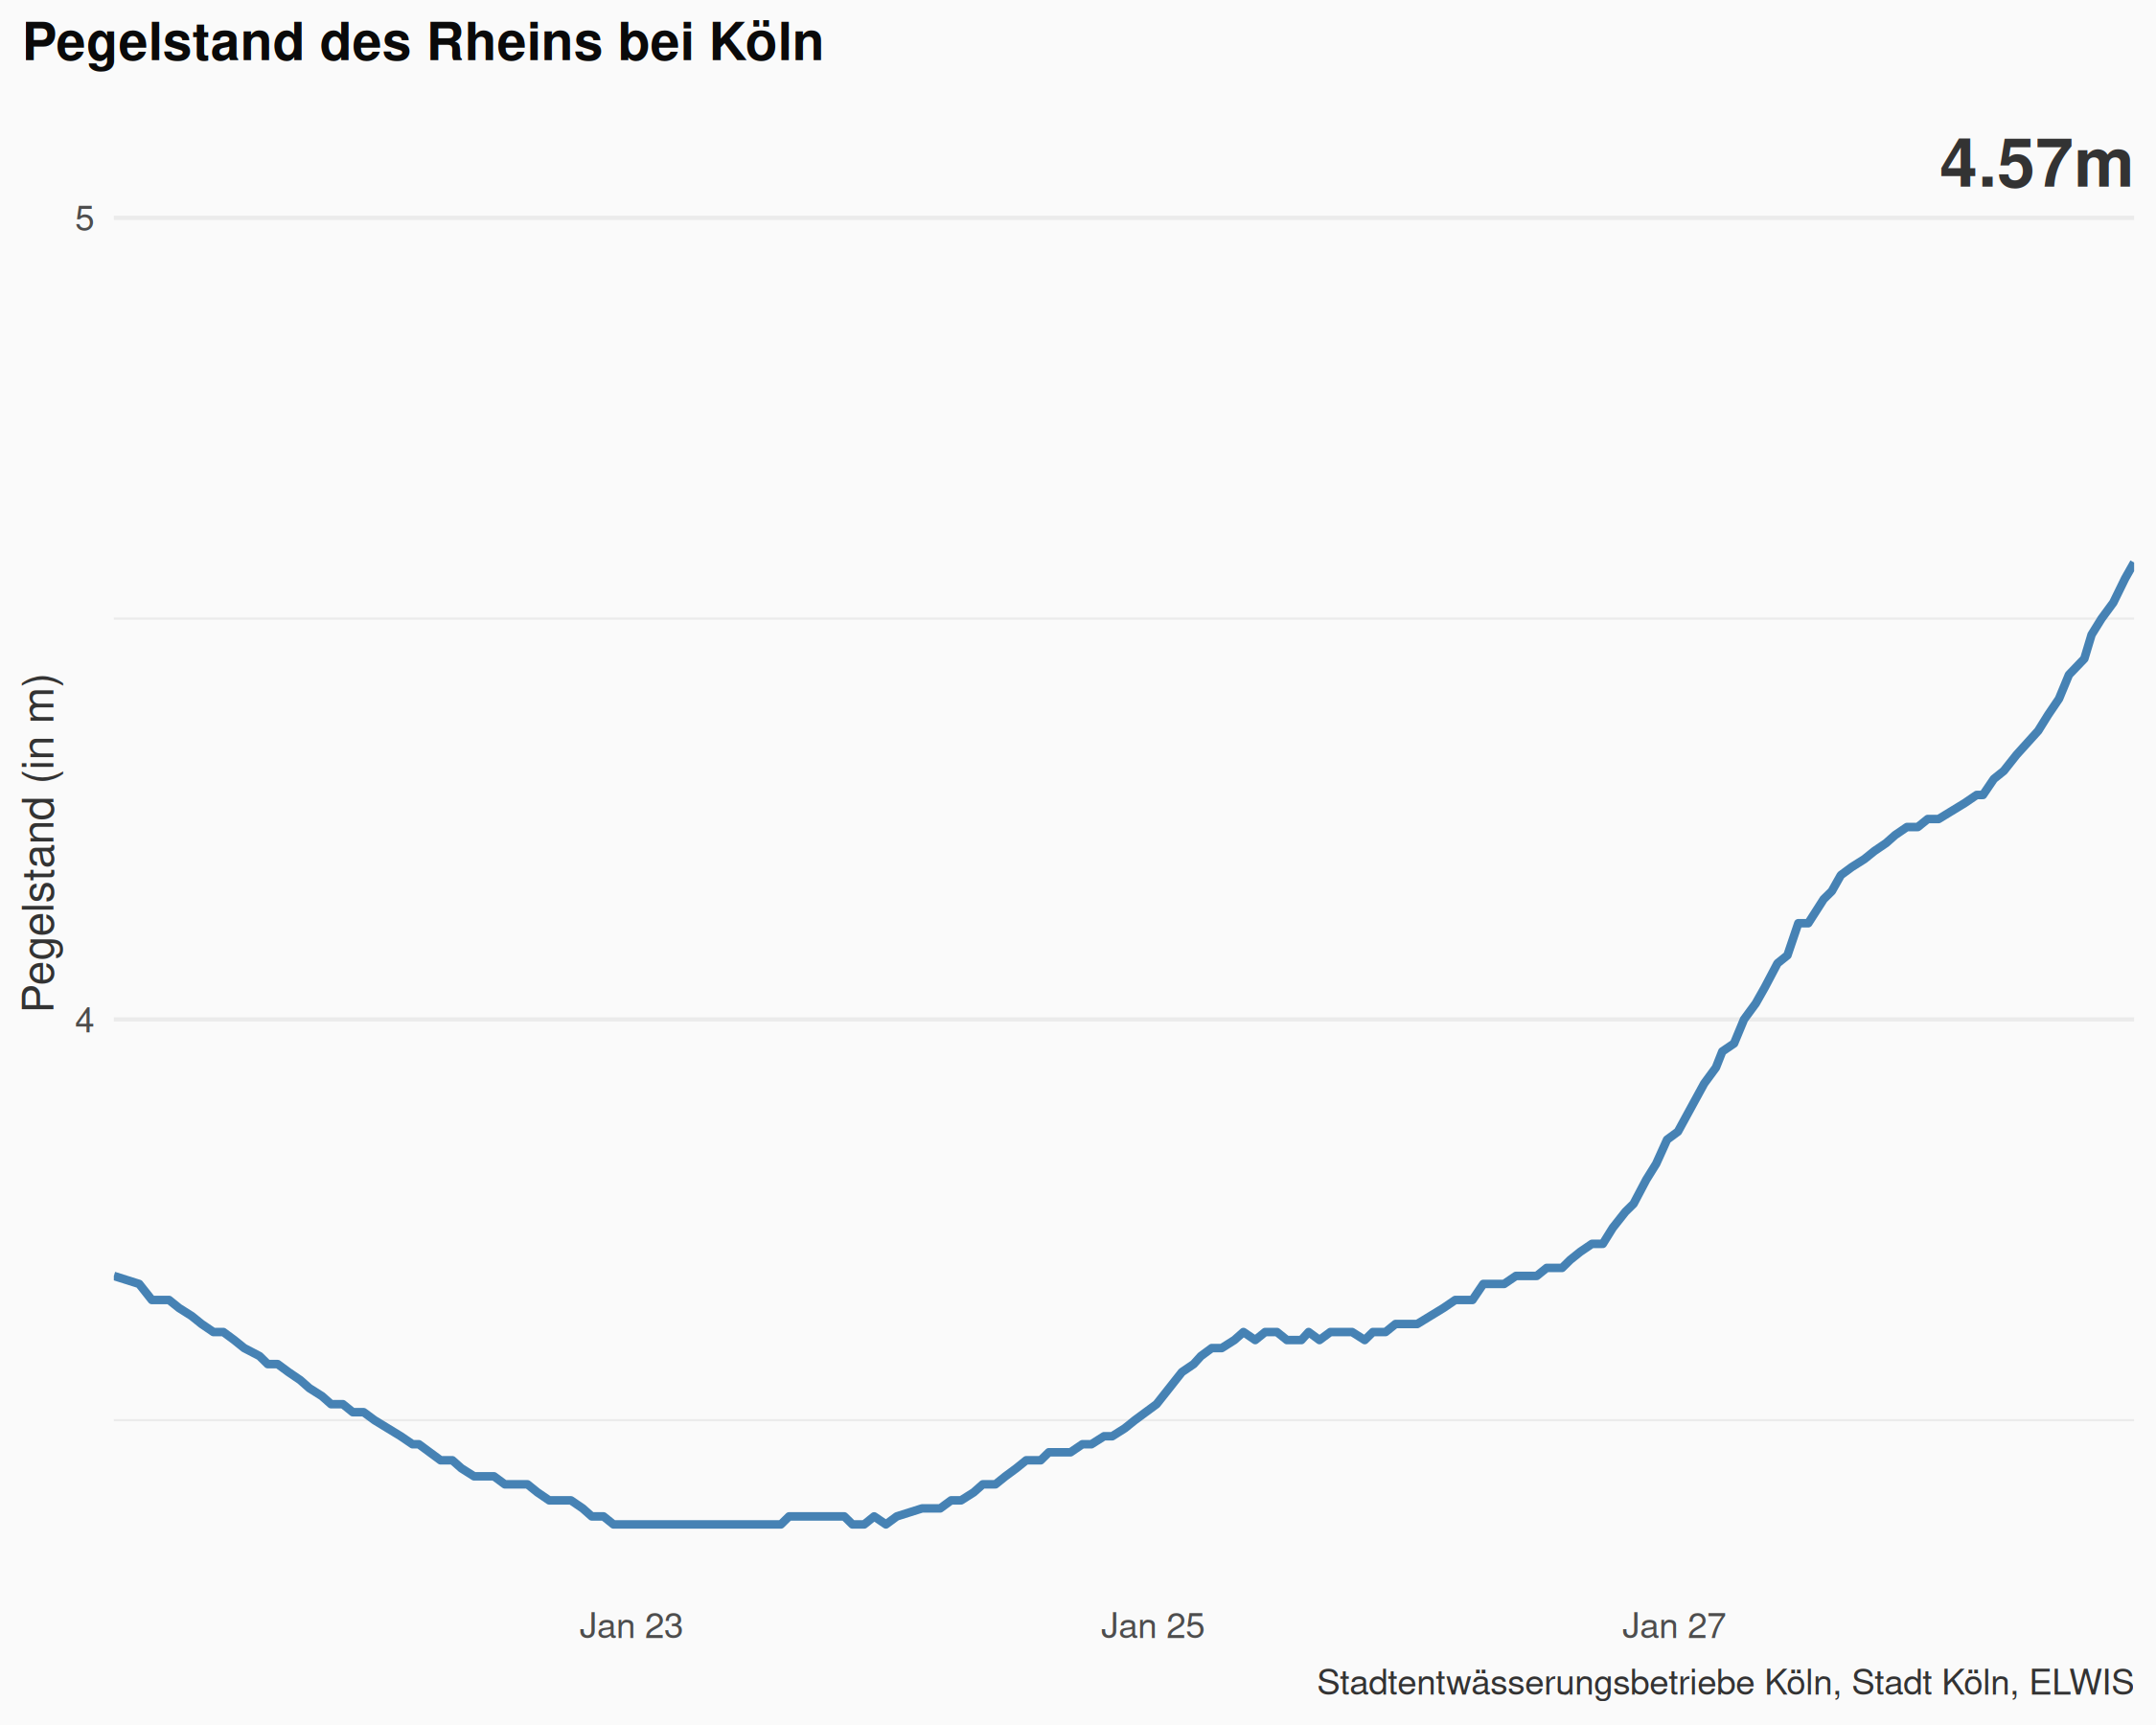 Pegelstand des Rheins bei Köln
4.57m
5
4
Pegelstand (in m)
Jan 23
Jan 25
Jan 27
Stadtentwässerungsbetriebe Köln, Stadt Köln, ELWIS